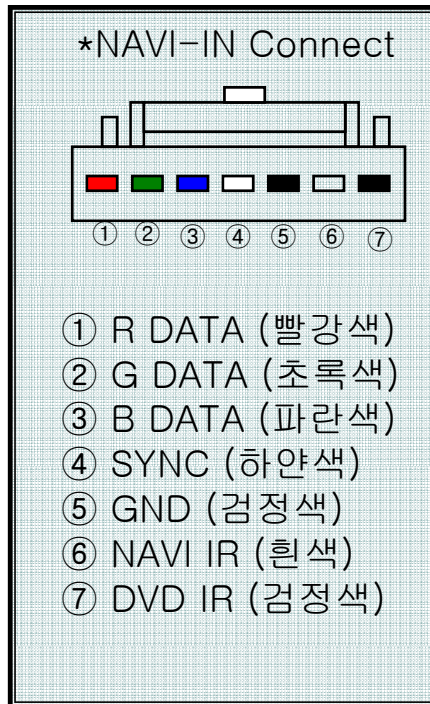 *NAVI-IN Connect
① ② ③ ④ ⑤ ⑥ ⑦
① R DATA (빨강색)
② G DATA (초록색)
③ B DATA (파란색)
④ SYNC (하얀색)
⑤ GND (검정색)
⑥ NAVI IR (흰색)
⑦ DVD IR (검정색)